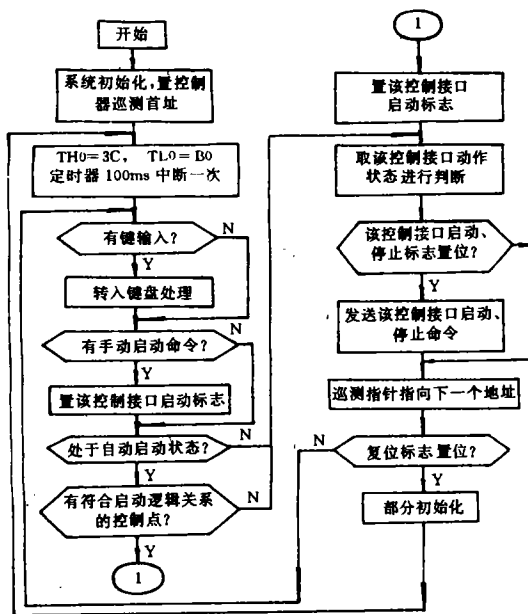 开始
系统初始化,置控制
器巡测首址
TH0=3C, TL0=B0
定时器 100ms 中断一次
有键输入?
N
Y
转入键盘处理
N
有手动启动命令?
Y
置该控制接口启动标志
处于自动启动状态?
N
Y
有符合启动逻辑关系
的控制点?
N
Y
1
1
置该控制接口
启动标志
取该控制接口动作
状态进行判断
该控制接口启动、
停止标志置位?
Y
发送该控制接口启动、
停止命令
巡测指针指向下一个地址
N
复位标志置位?
Y
部分初始化